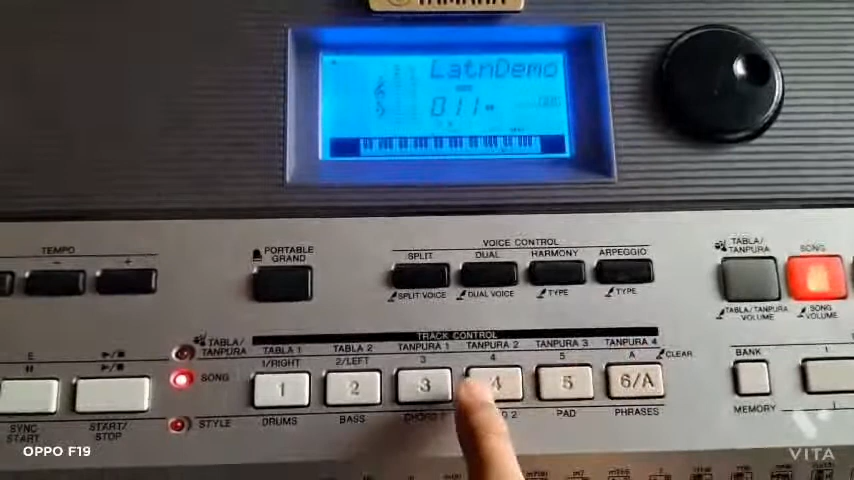 YAMAHA
LatnDemo
011
TEMPO
- +
PORTABLE
GRAND
VOICE CONTROL
SPLIT DUAL HARMONY ARPEGGIO
SPLIT VOICE DUAL VOICE TYPE TYPE
TABLA/
TANPURA
SONG
TABLA/TANPURA
VOLUME
SONG
VOLUME
TRACK CONTROL
TABLA/
TANPURA
TABLA 1 TABLA 2 TANPURA 1 TANPURA 2 TANPURA 3 TANPURA 4
1/RIGHT 2/LEFT 3 4 5 A CLEAR
SONG
1 2 3 4 5 6/A
STYLE
DRUMS BASS PAD PHRASES
SYNC
START
START/
STOP
BANK
MEMORY
1
1
OPPO F19
VITA